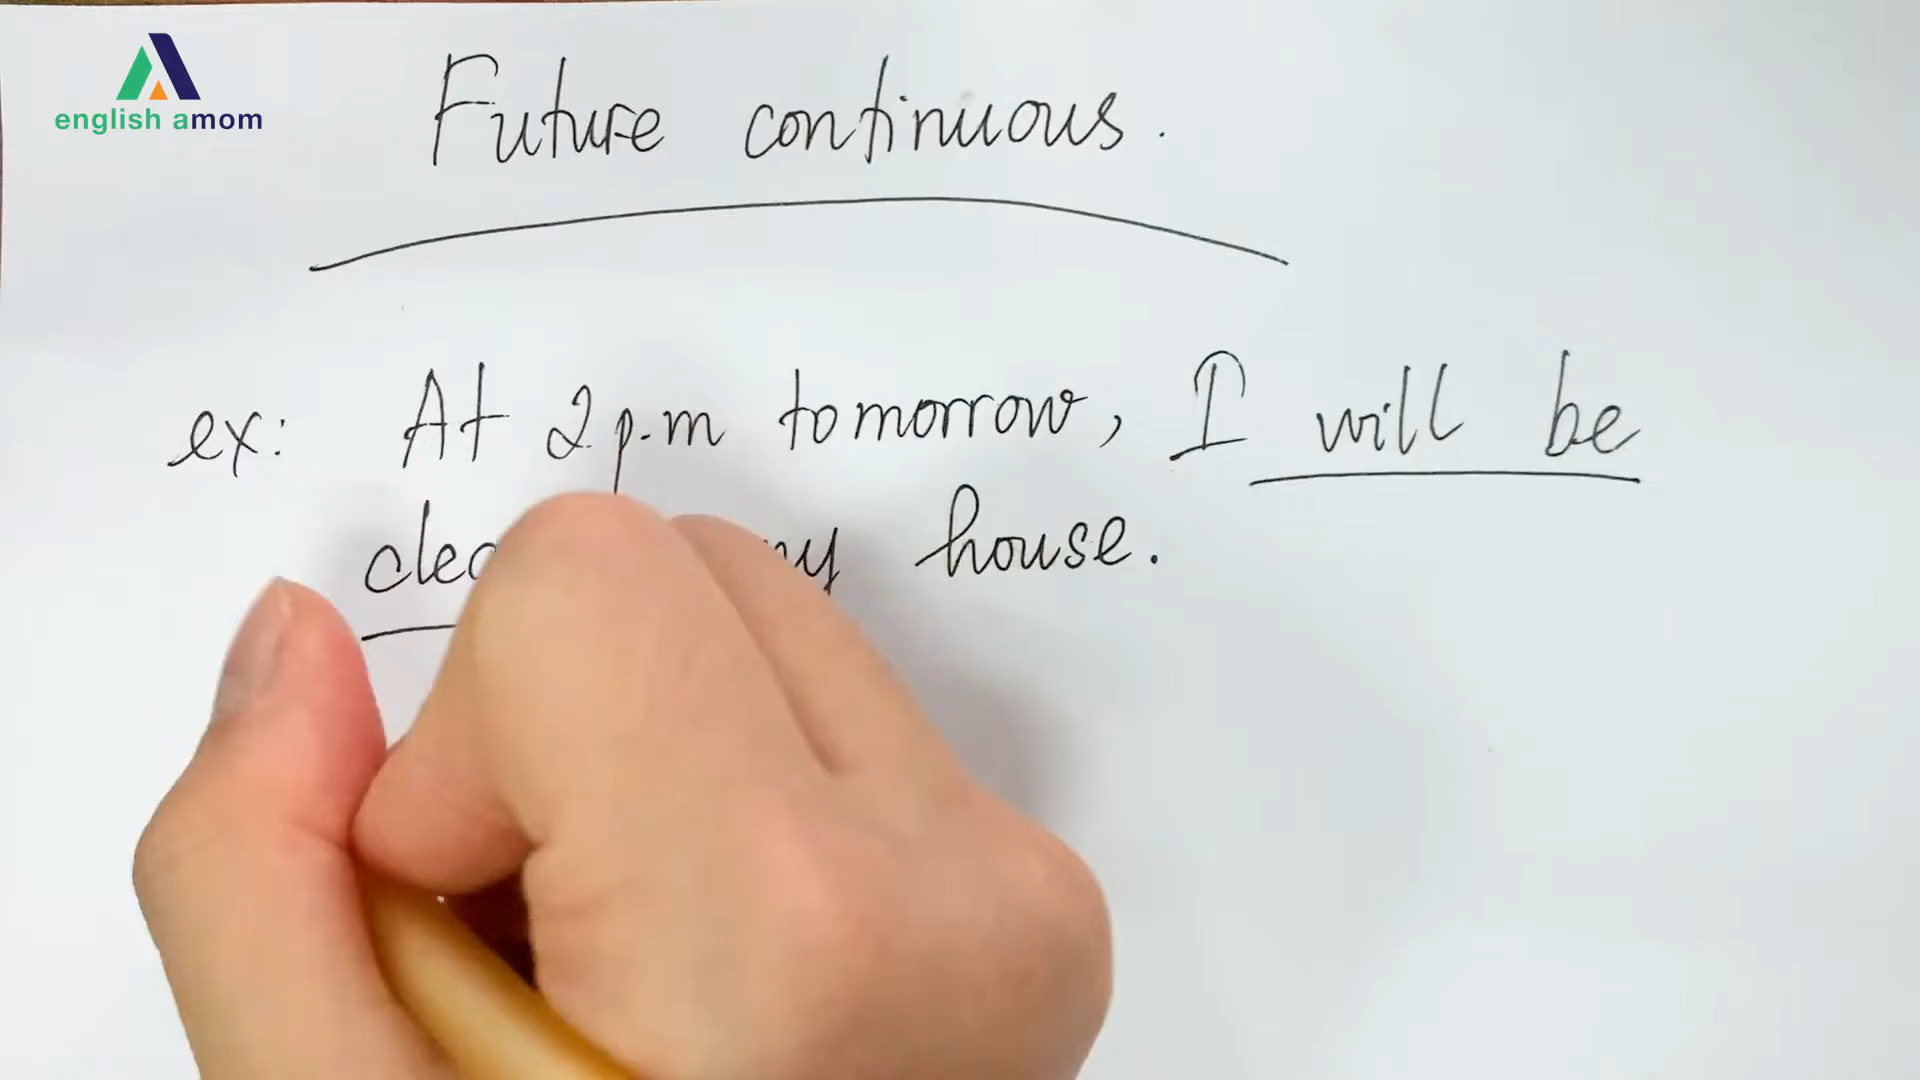 english amom
Future continuous.
ex: At 2 p.m tomorrow, I will be
house.